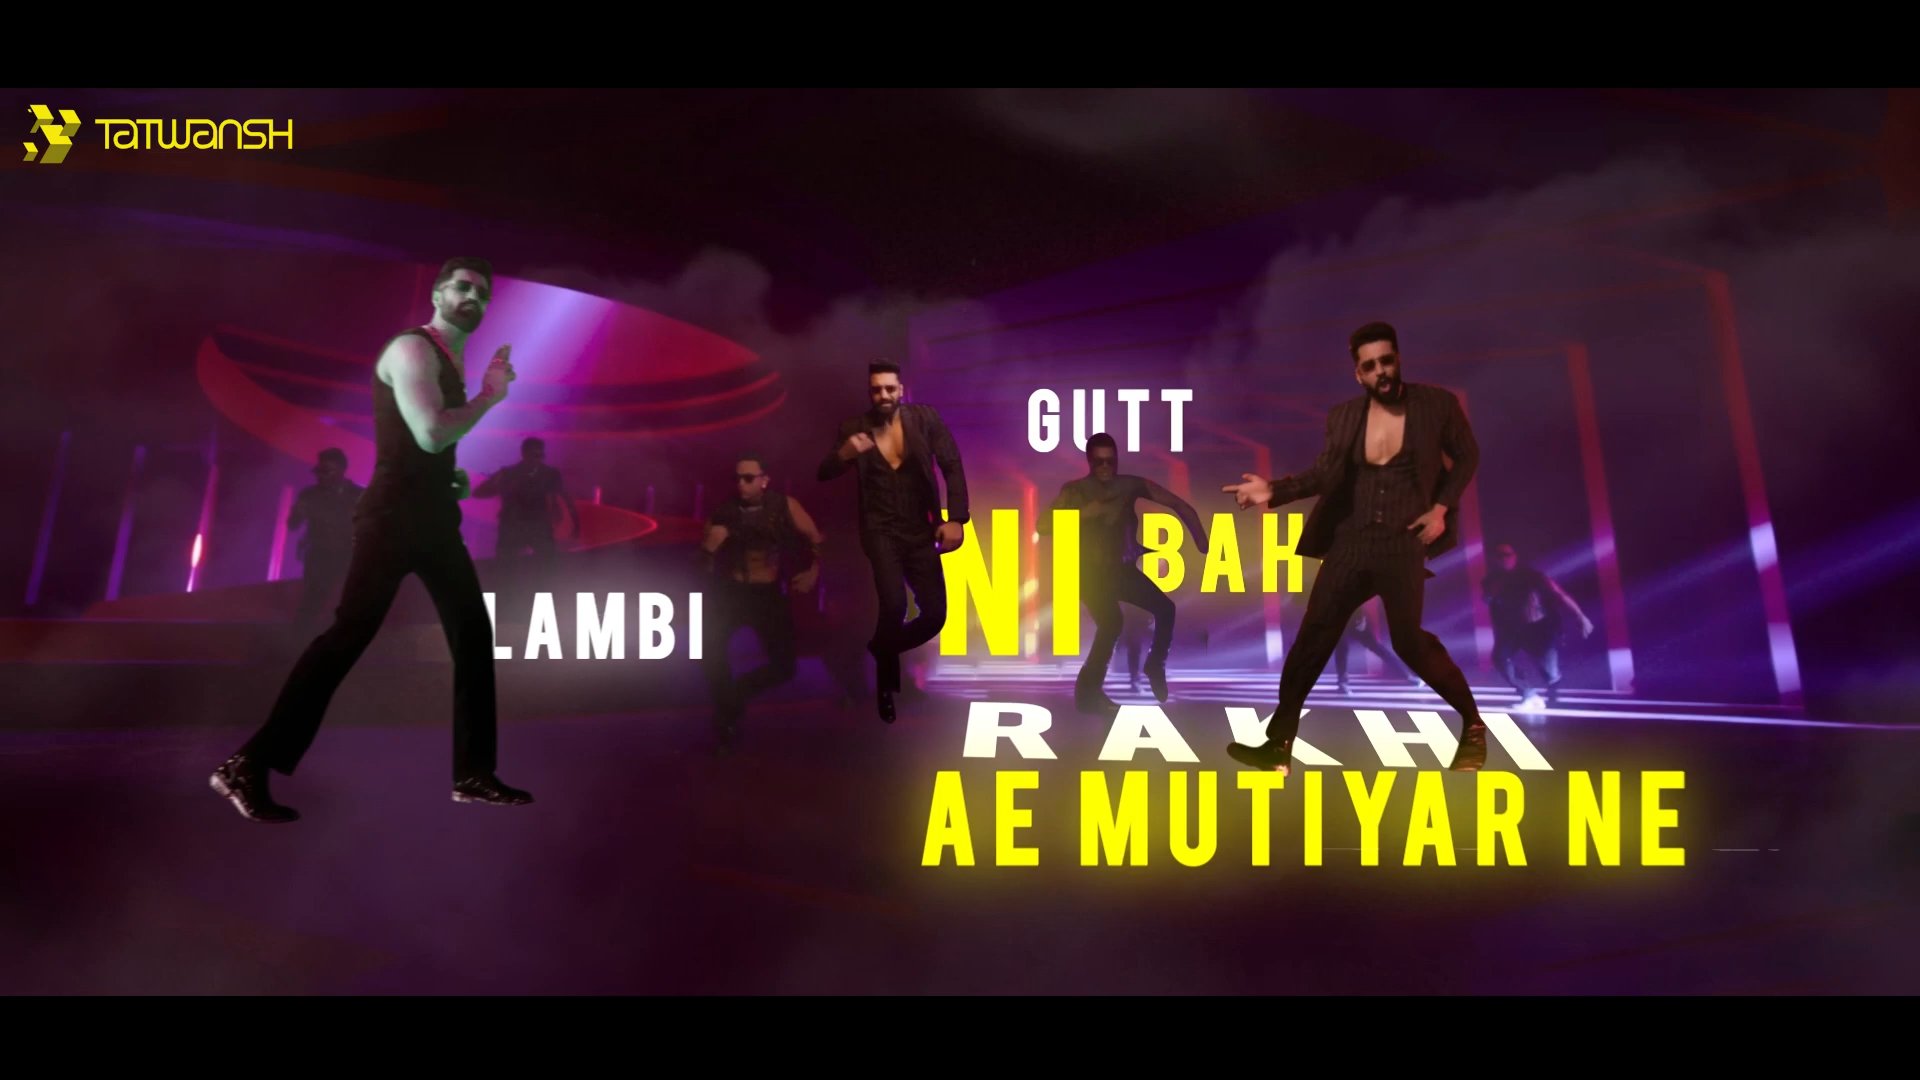 TATWANSH
GUTT
NI BAH
LAMBI
RAKHI
AE MUTIYAR NE